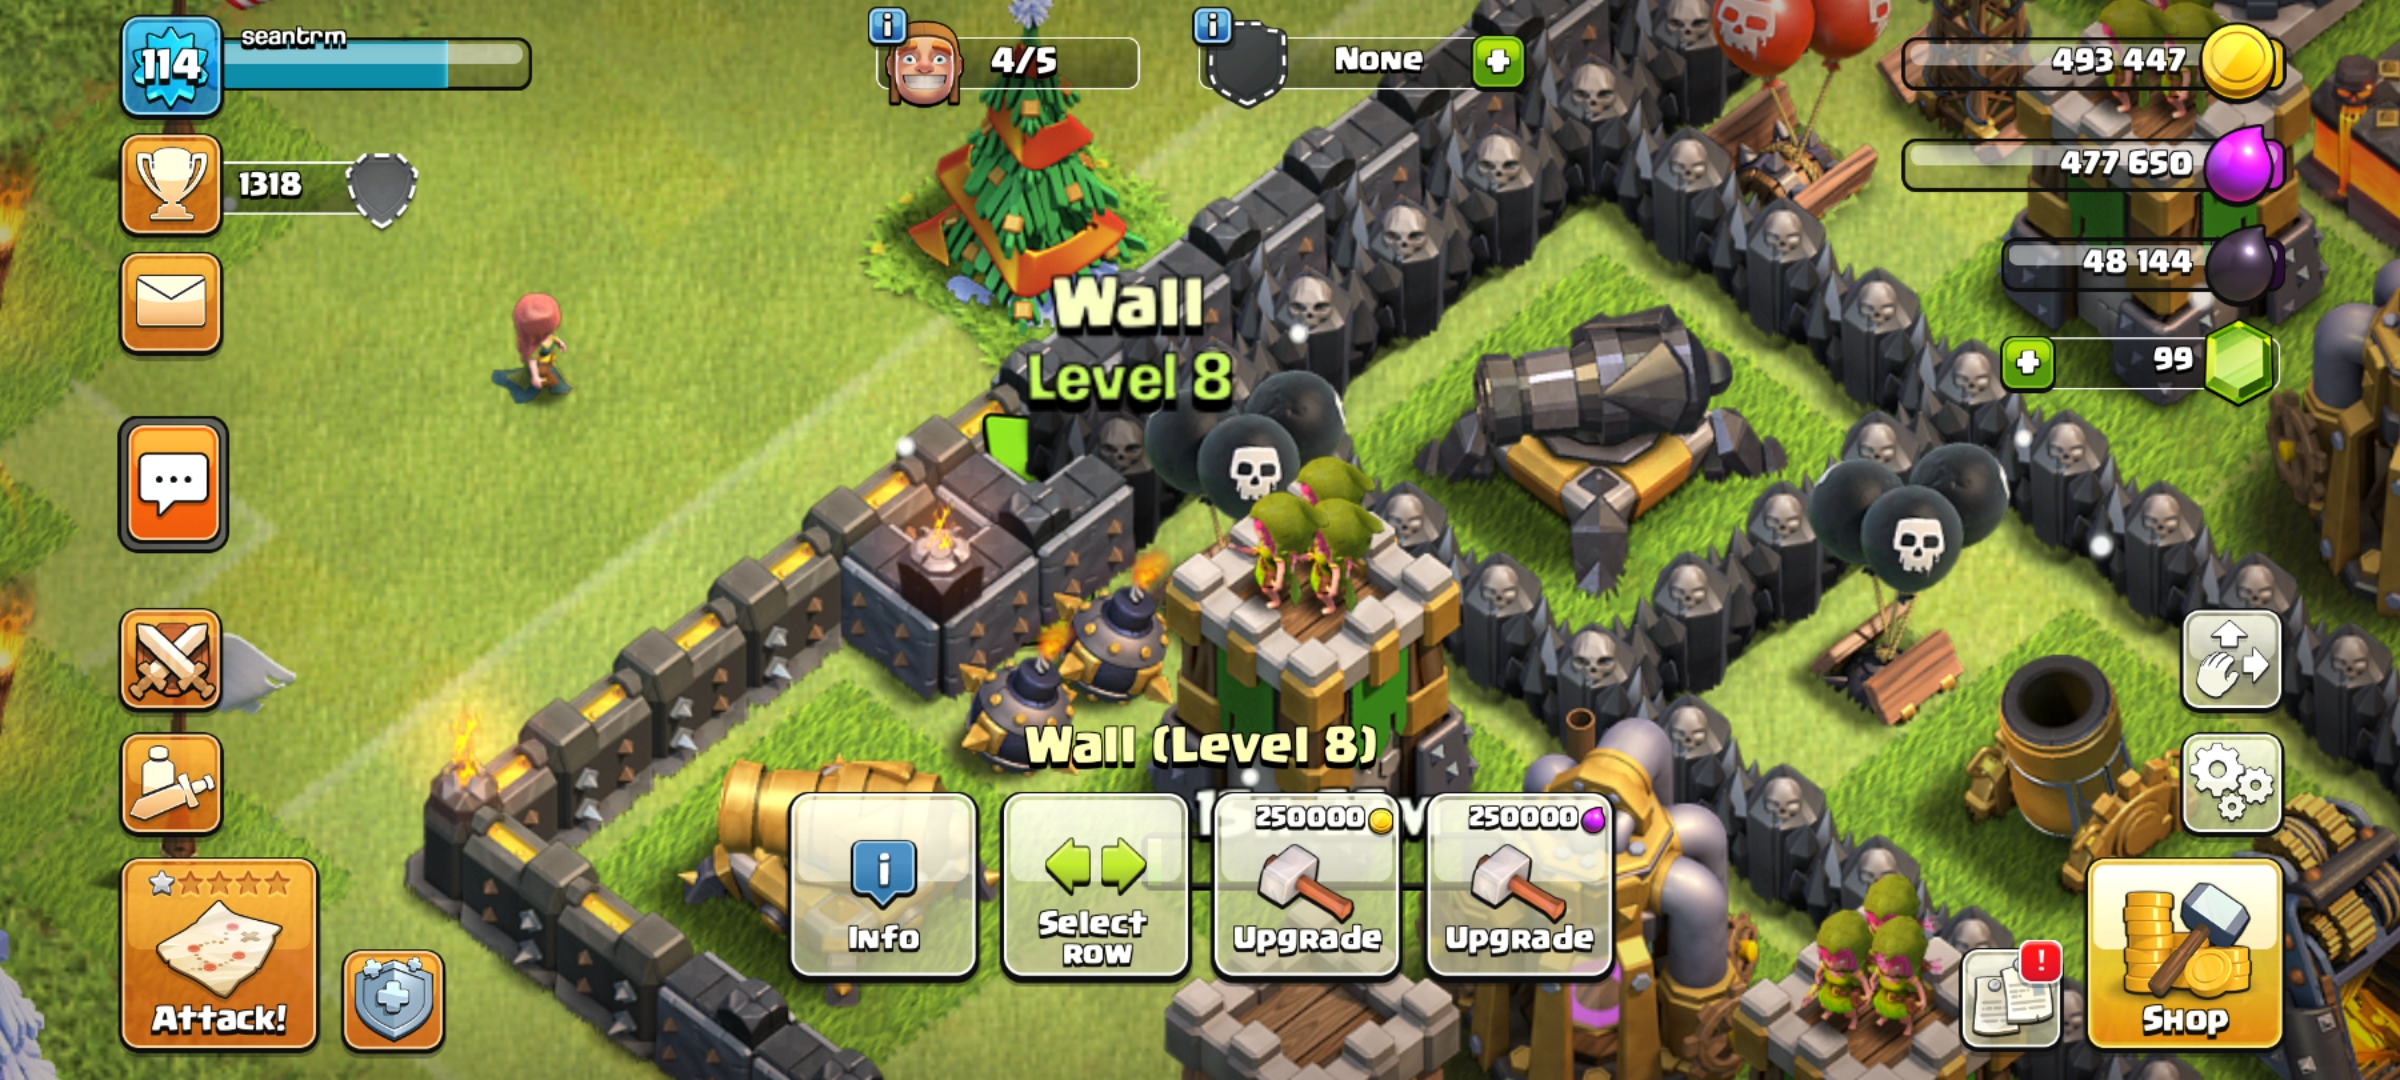 114
seantrm
4/5
None
493 447
1318
477 650
48 144
99
Wall
Level 8
Wall (Level 8)
250000
250000
Info
Select
Row
Upgrade
Upgrade
Attack!
!
Shop